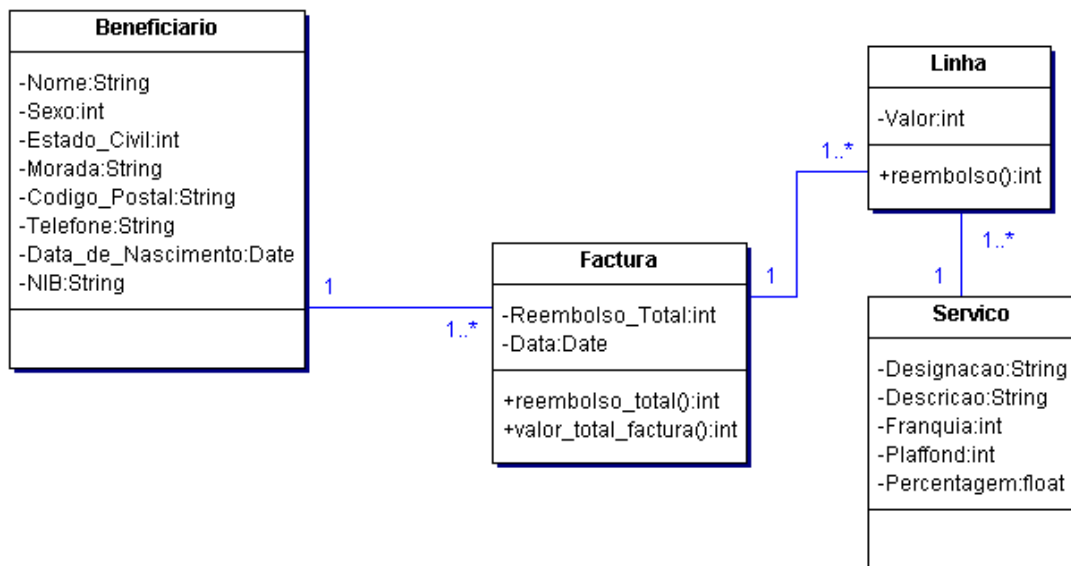 Beneficiario
-Nome:String
-Sexo:int
-Estado_Civil:int
-Morada:String
-Codigo_Postal:String
-Telefone:String
-Data_de_Nascimento:Date
-NIB:String
1
1..*
Factura
-Reembolso_Total:int
-Data:Date
+reembolso_total():int
+valor_total_factura():int
1
1..*
Linha
-Valor:int
+reembolso():int
1..*
1
Servico
-Designacao:String
-Descricao:String
-Franquia:int
-Plaffond:int
-Percentagem:float